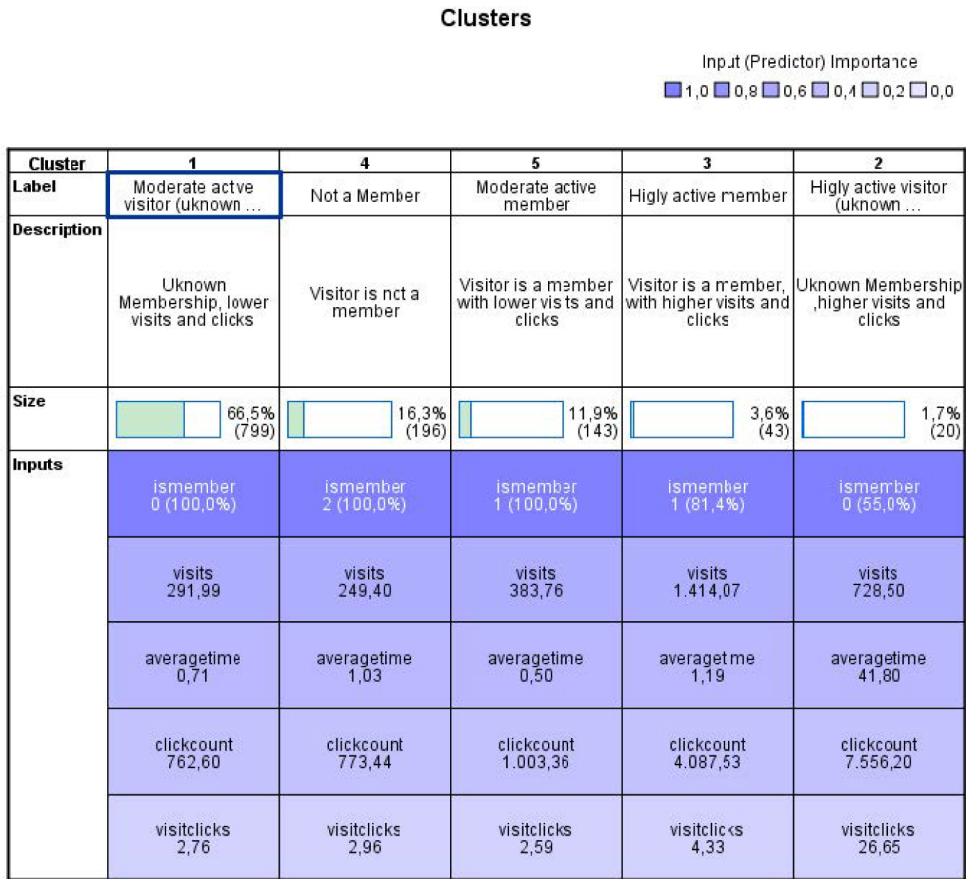 Clusters
Input (Predictor) Importance
1,0 0,8 0,6 0,4 0,2 0,0
Cluster 1 4 5 3 2
Label
Moderate active
visitor (uknown ...
Not a Member
Moderate active
member
Higly active member
Higly active visitor
(uknown ...
Description
Uknown
Membership, lower
visits and clicks
Visitor is not a
member
Visitor is a member
with lower visits and
clicks
Visitor is a member,
with higher visits and
clicks
Uknown Membership
,higher visits and
clicks
Size
66,5%
(799)
16,3%
(196)
11,9%
(143)
3,6%
(43)
1,7%
(20)
Inputs
ismember
0 (100,0%)
ismember
2 (100,0%)
ismember
1 (100,0%)
ismember
1 (81,4%)
ismember
0 (55,0%)
visits
291,99
visits
249,40
visits
383,76
visits
1.414,07
visits
728,50
averagetime
0,71
averagetime
1,03
averagetime
0,50
averagetime
1,19
averagetime
41,80
clickcount
762,60
clickcount
773,44
clickcount
1.003,36
clickcount
4.087,53
clickcount
7.556,20
visitclicks
2,76
visitclicks
2,96
visitclicks
2,59
visitclicks
4,33
visitclicks
26,65